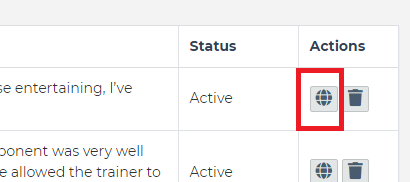 Status Actions
se entertaining, I've
Active
ponent was very well
e allowed the trainer to
Active